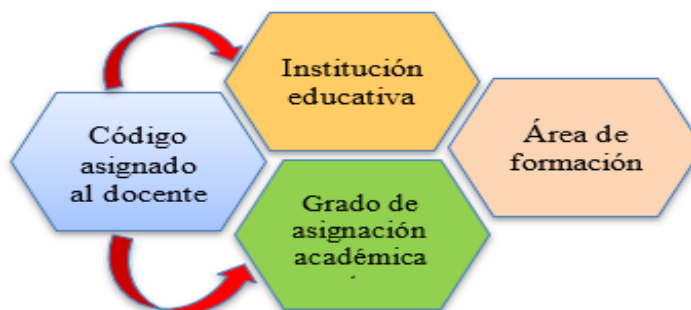 Institución
educativa
Código
asignado
al docente
Área de
formación
Grado de
asignación
académica